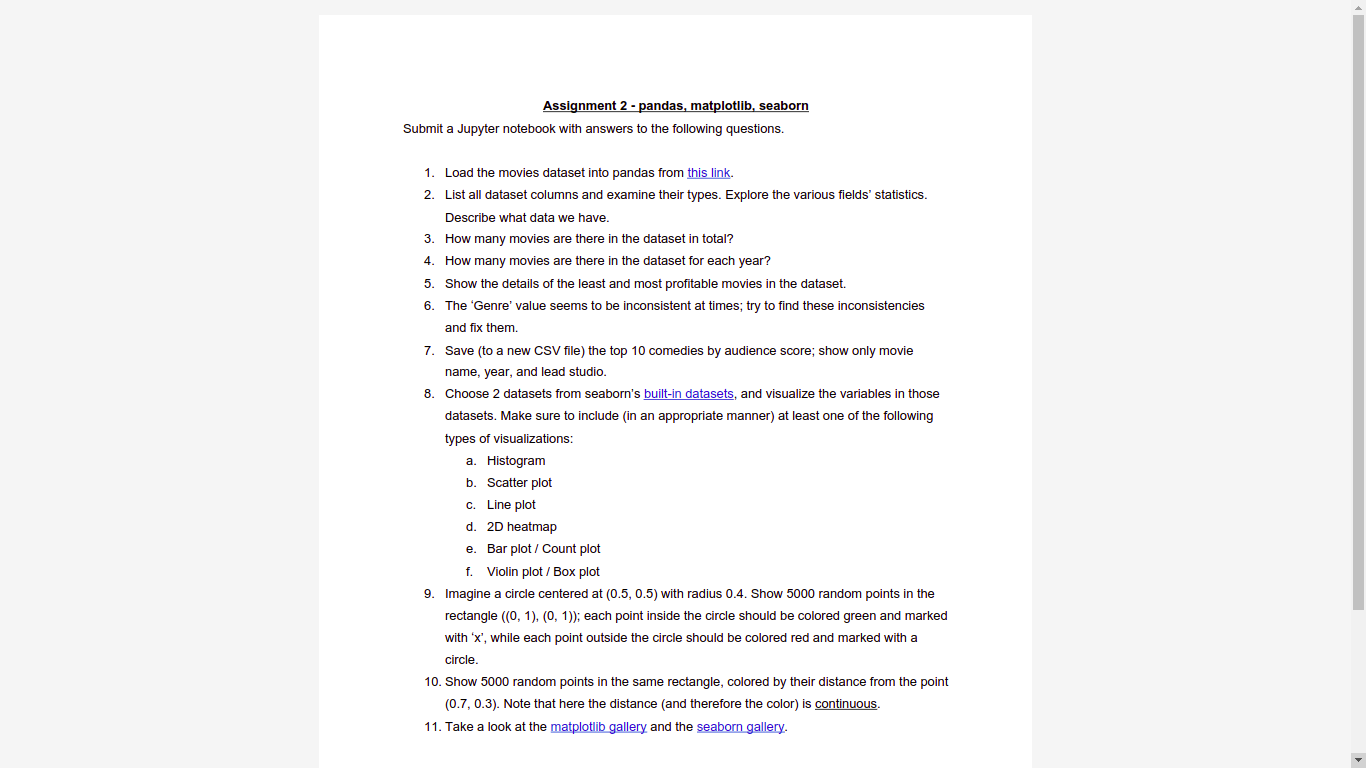 Assignment 2 - pandas, matplotlib, seaborn
Submit a Jupyter notebook with answers to the following questions.
1. Load the movies dataset into pandas from this link.
2. List all dataset columns and examine their types. Explore the various fields’ statistics.
Describe what data we have.
3. How many movies are there in the dataset in total?
4. How many movies are there in the dataset for each year?
5. Show the details of the least and most profitable movies in the dataset.
6. The ‘Genre’ value seems to be inconsistent at times; try to find these inconsistencies
and fix them.
7. Save (to a new CSV file) the top 10 comedies by audience score; show only movie
name, year, and lead studio.
8. Choose 2 datasets from seaborn’s built-in datasets, and visualize the variables in those
datasets. Make sure to include (in an appropriate manner) at least one of the following
types of visualizations:
a. Histogram
b. Scatter plot
c. Line plot
d. 2D heatmap
e. Bar plot / Count plot
f. Violin plot / Box plot
9. Imagine a circle centered at (0.5, 0.5) with radius 0.4. Show 5000 random points in the
rectangle ((0, 1), (0, 1)); each point inside the circle should be colored green and marked
with ‘x’, while each point outside the circle should be colored red and marked with a
circle.
10. Show 5000 random points in the same rectangle, colored by their distance from the point
(0.7, 0.3). Note that here the distance (and therefore the color) is continuous.
11. Take a look at the matplotlib gallery and the seaborn gallery.